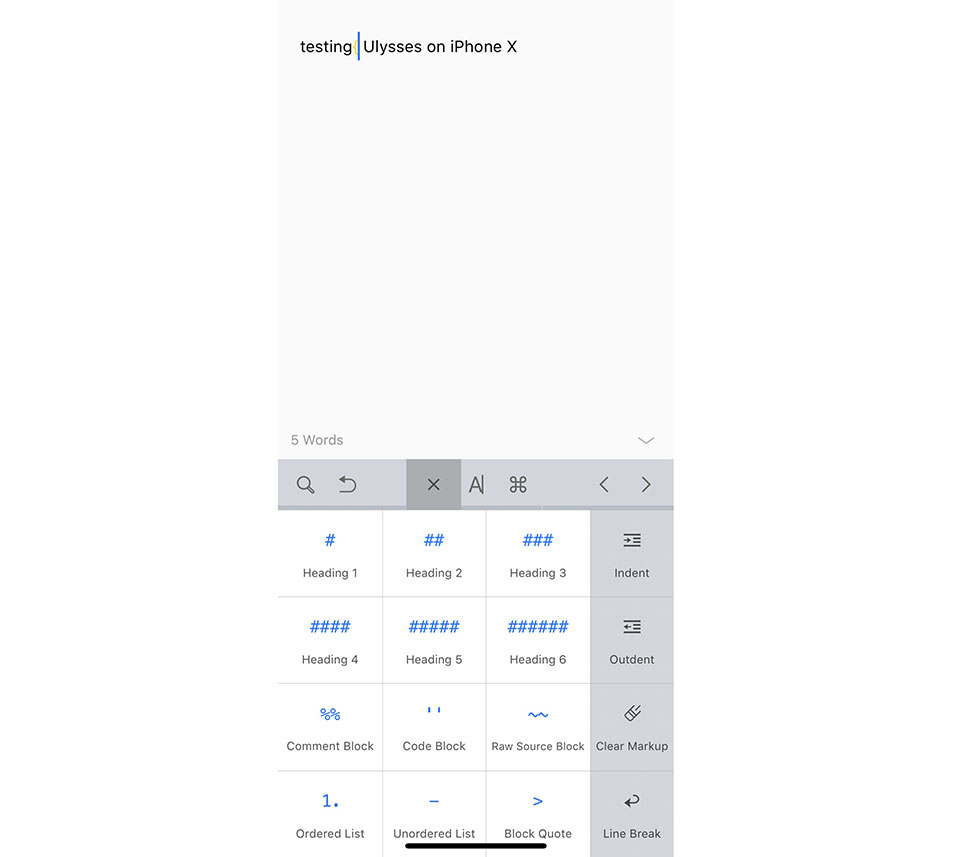 testing{ Ulysses on iPhone X
5 Words
A
# ## ###
Heading 1 Heading 2 Heading 3 Indent
#### ##### ######
Heading 4 Heading 5 Heading 6 Outdent
%% '' ~~
Comment Block Code Block Raw Source Block Clear Markup
1. – >
Ordered List Unordered List Block Quote Line Break